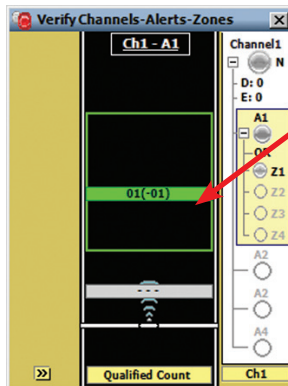 Verify Channels-Alerts-Zones
Ch1 - A1
01(-01)
- - -
Qualified Count
Channel1
N
D: 0
E: 0
A1
OR
Z1
Z2
Z3
Z4
A2
A2
A4
Ch1